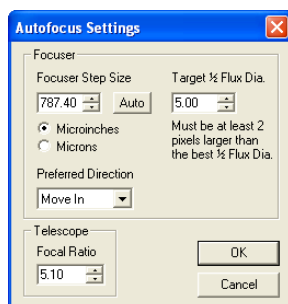 Autofocus Settings
Focuser
Focuser Step Size
Target ½ Flux Dia.
787.40
Auto
5.00
Microinches
Microns
Must be at least 2
pixels larger than
the best ½ Flux Dia.
Preferred Direction
Move In
Telescope
Focal Ratio
5.10
OK
Cancel